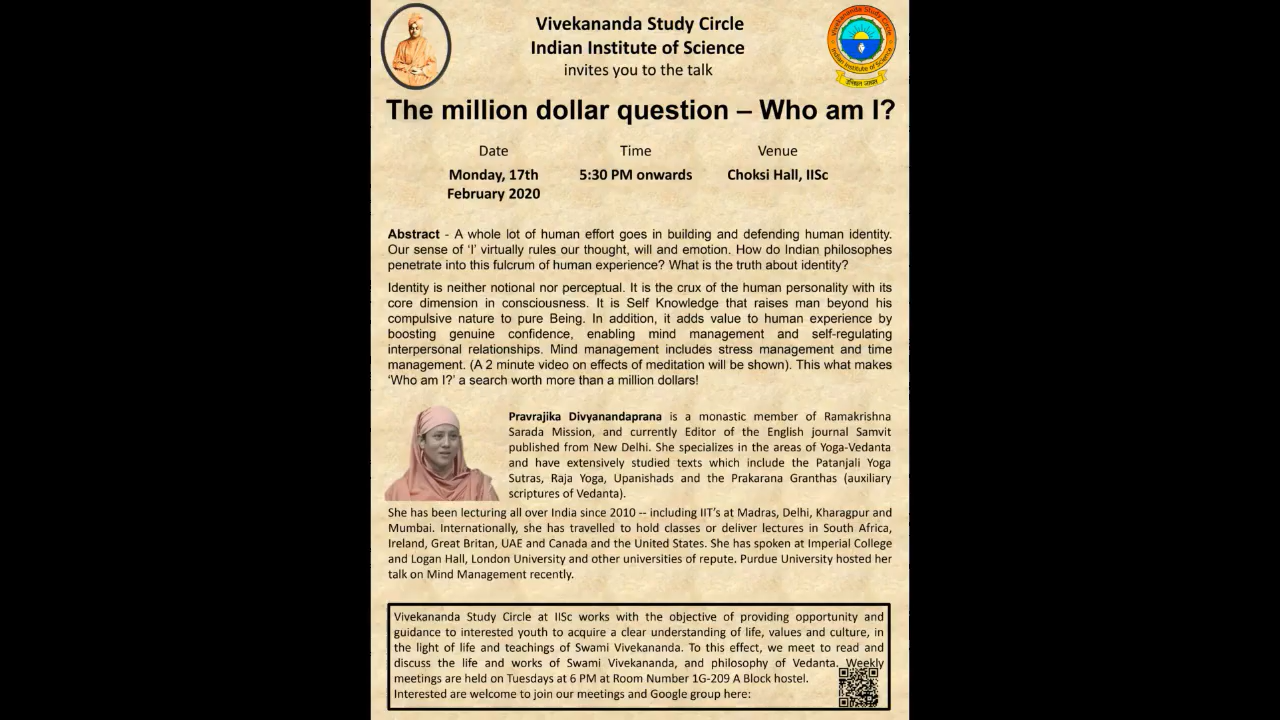 Vivekananda Study Circle
Indian Institute of Science
invites you to the talk
Vivekananda Study Circle
Indian Institute of Science
The million dollar question – Who am I?
Date
Time
Venue
Monday, 17th
February 2020
5:30 PM onwards
Choksi Hall, IISc
Abstract - A whole lot of human effort goes in building and defending human identity.
Our sense of ‘I’ virtually rules our thought, will and emotion. How do Indian philosophes
penetrate into this fulcrum of human experience? What is the truth about identity?
Identity is neither notional nor perceptual. It is the crux of the human personality with its
core dimension in consciousness. It is Self Knowledge that raises man beyond his
compulsive nature to pure Being. In addition, it adds value to human experience by
boosting genuine confidence, enabling mind management and self-regulating
interpersonal relationships. Mind management includes stress management and time
management. (A 2 minute video on effects of meditation will be shown). This what makes
‘Who am I?’ a search worth more than a million dollars!
Pravrajika Divyanandaprana is a monastic member of Ramakrishna
Sarada Mission, and currently Editor of the English journal Samvit
published from New Delhi. She specializes in the areas of Yoga-Vedanta
and have extensively studied texts which include the Patanjali Yoga
Sutras, Raja Yoga, Upanishads and the Prakarana Granthas (auxiliary
scriptures of Vedanta).
She has been lecturing all over India since 2010 -- including IIT’s at Madras, Delhi, Kharagpur and
Mumbai. Internationally, she has travelled to hold classes or deliver lectures in South Africa,
Ireland, Great Britan, UAE and Canada and the United States. She has spoken at Imperial College
and Logan Hall, London University and other universities of repute. Purdue University hosted her
talk on Mind Management recently.
Vivekananda Study Circle at IISc works with the objective of providing opportunity and
guidance to interested youth to acquire a clear understanding of life, values and culture, in
the light of life and teachings of Swami Vivekananda. To this effect, we meet to read and
discuss the life and works of Swami Vivekananda, and philosophy of Vedanta. Weekly
meetings are held on Tuesdays at 6 PM at Room Number 1G-209 A Block hostel.
Interested are welcome to join our meetings and Google group here: